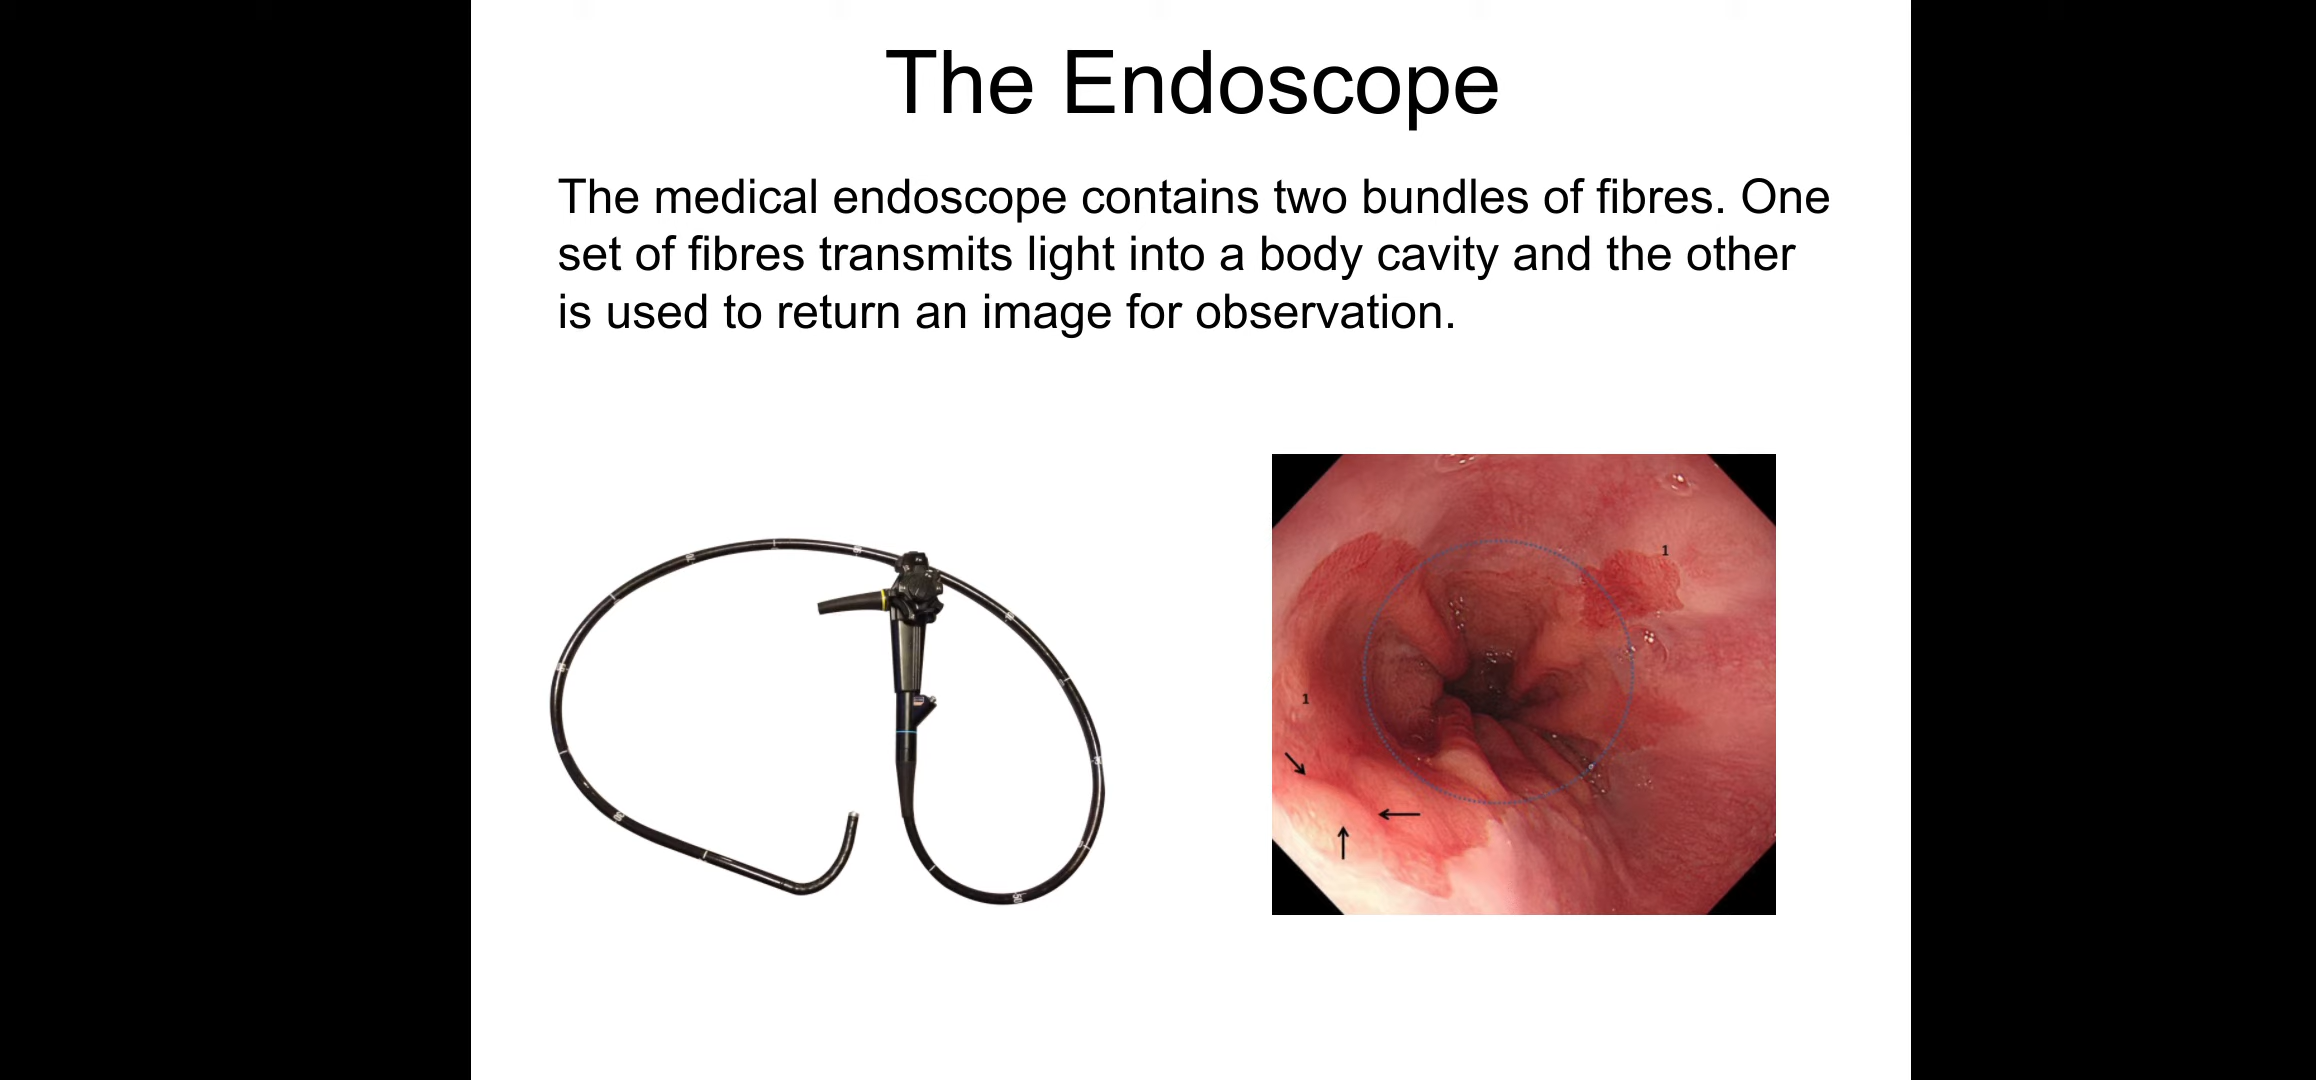 The Endoscope
The medical endoscope contains two bundles of fibres. One
set of fibres transmits light into a body cavity and the other
is used to return an image for observation.
1
1